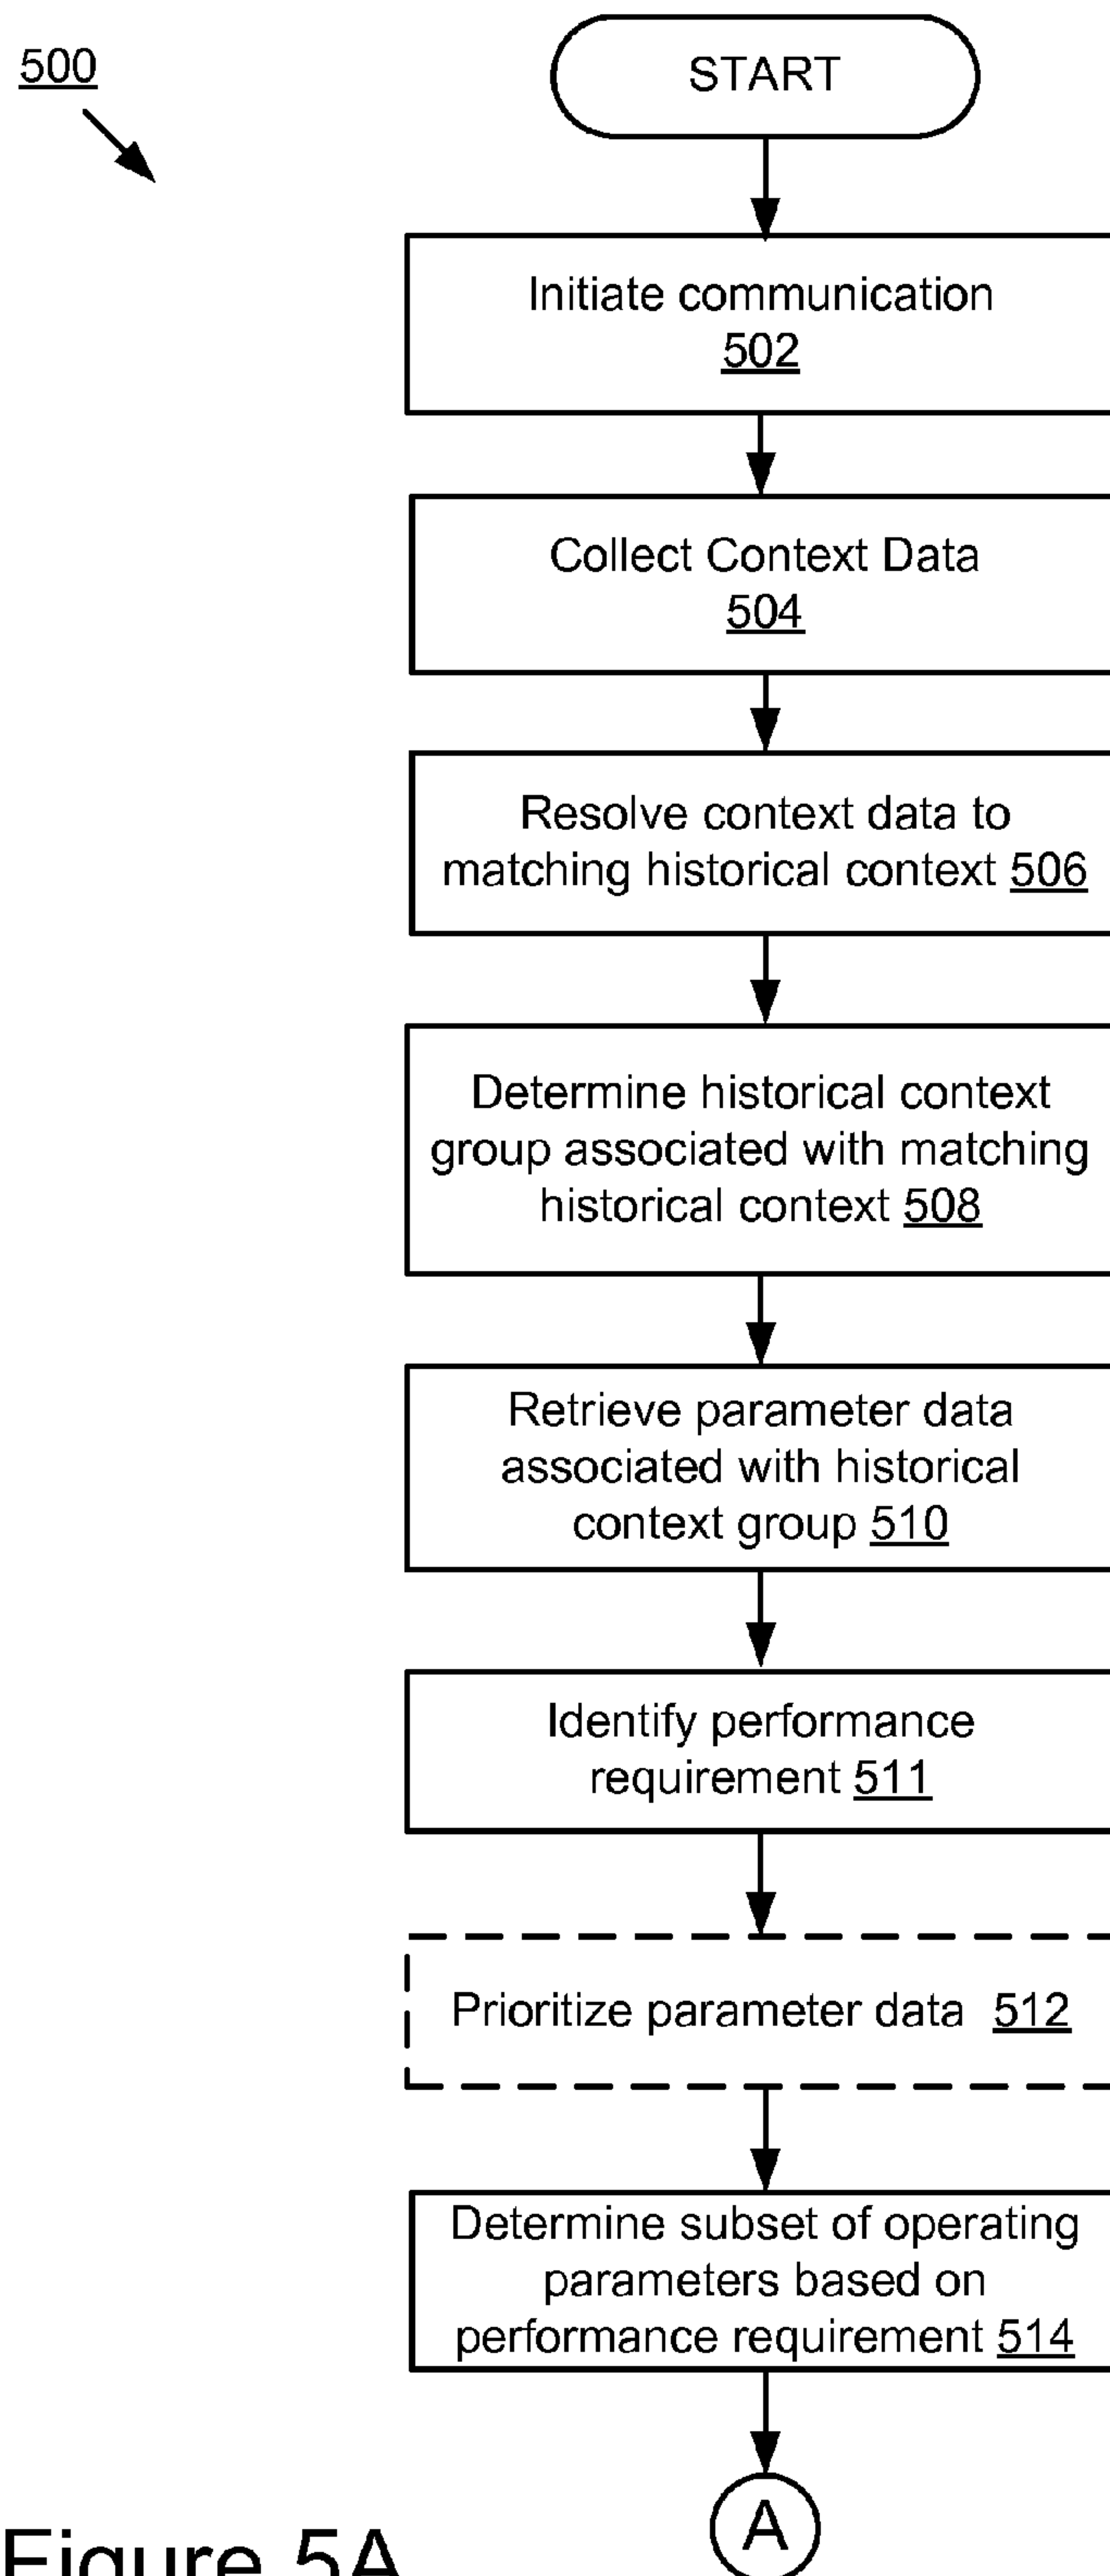 500
START
Initiate communication
502
Collect Context Data
504
Resolve context data to
matching historical context 506
Determine historical context
group associated with matching
historical context 508
Retrieve parameter data
associated with historical
context group 510
Identify performance
requirement 511
Prioritize parameter data 512
Determine subset of operating
parameters based on
performance requirement 514
A
Figure 5A